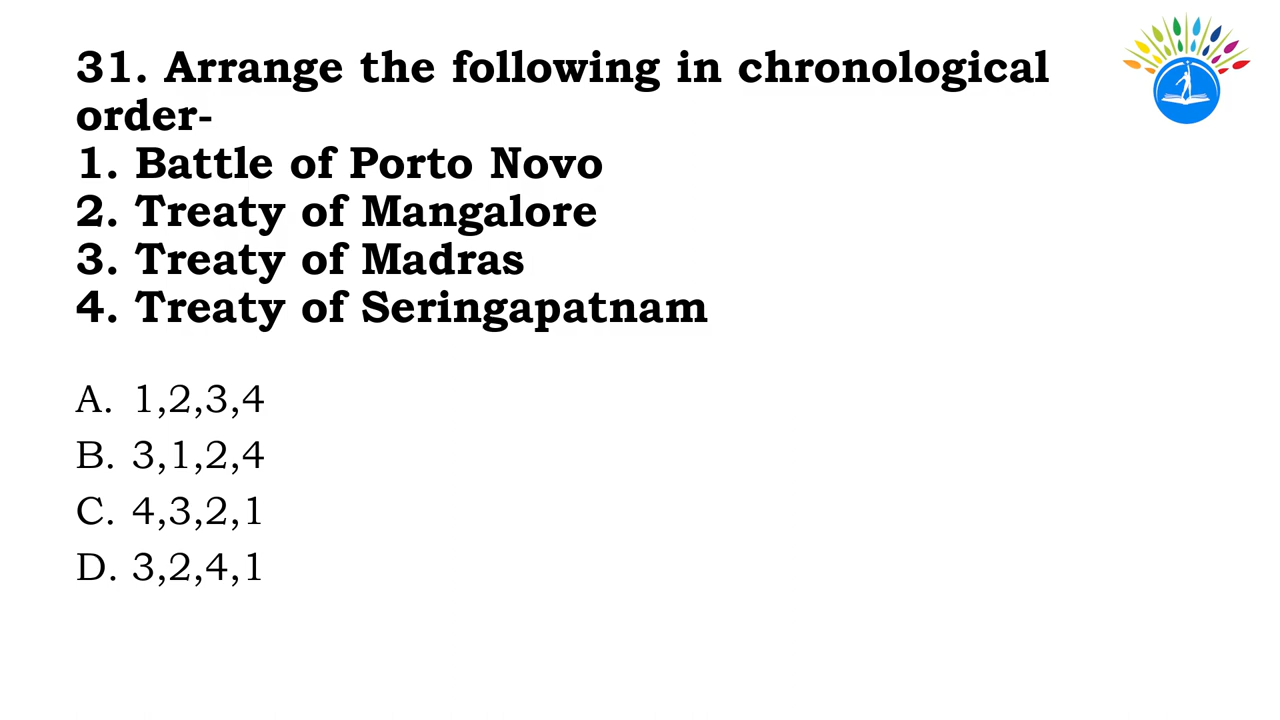 31. Arrange the following in chronological
order-
1. Battle of Porto Novo
2. Treaty of Mangalore
3. Treaty of Madras
4. Treaty of Seringapatnam
A. 1,2,3,4
B. 3,1,2,4
C. 4,3,2,1
D. 3,2,4,1